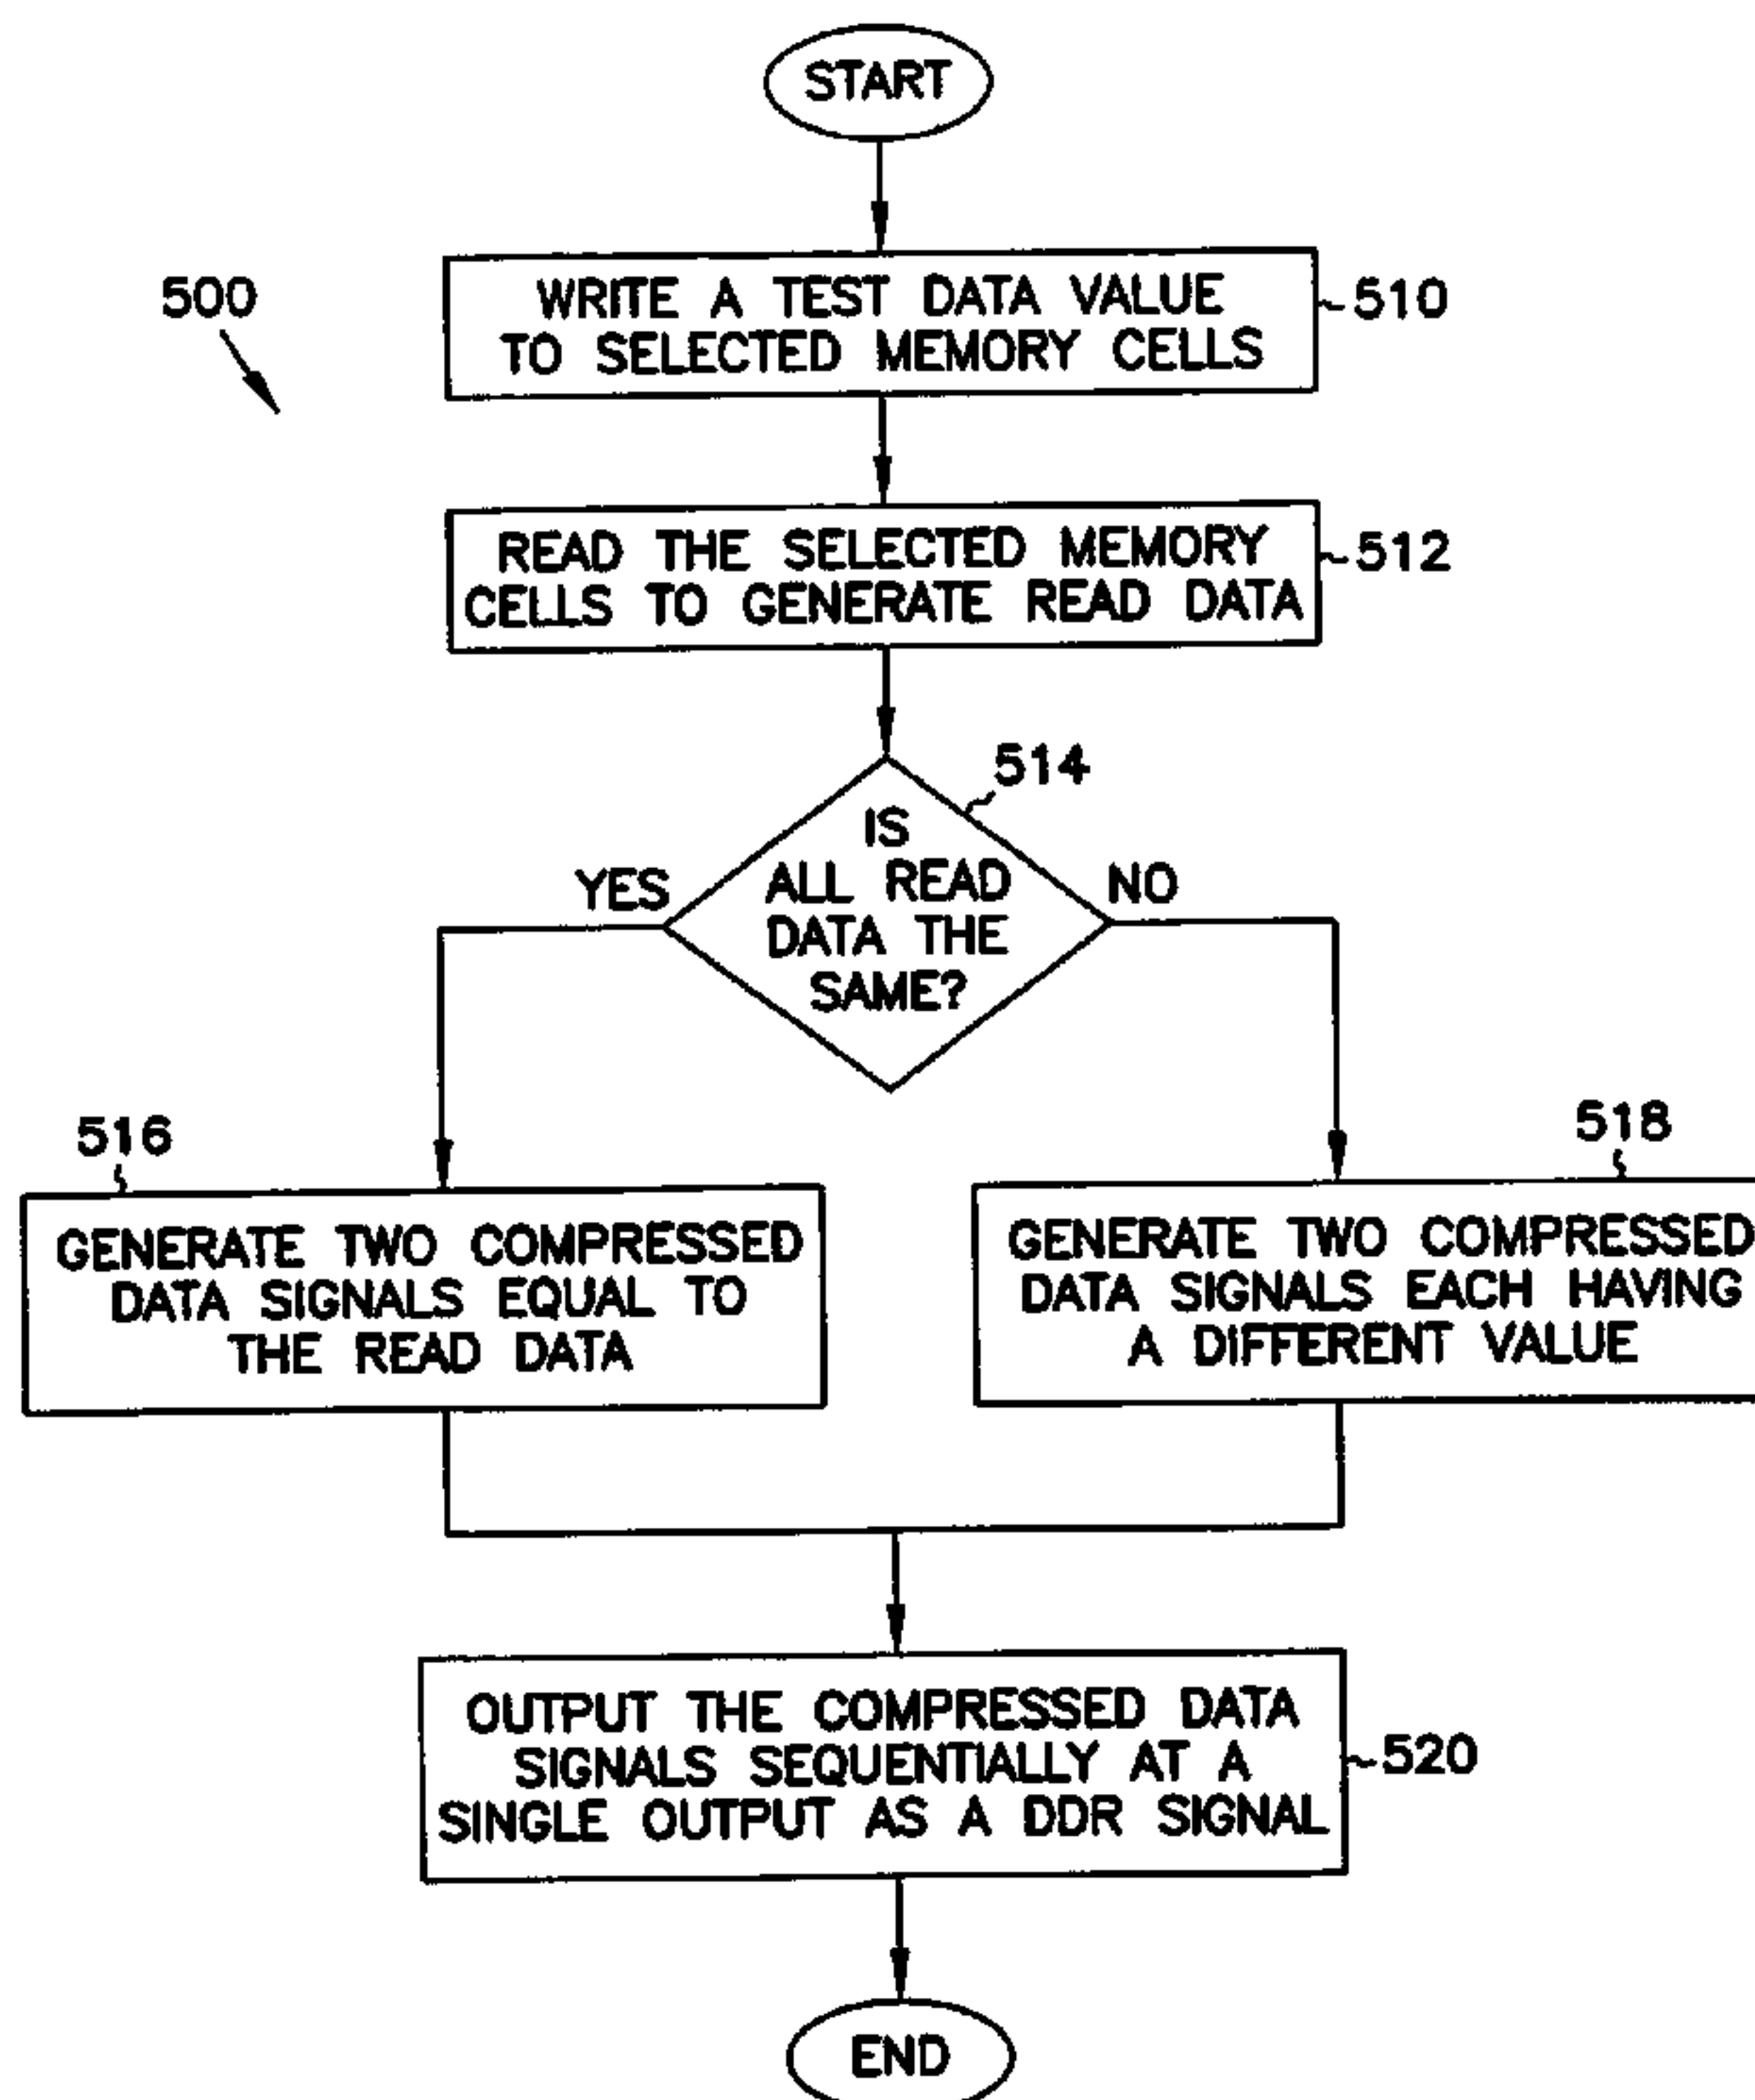 START
500
WRITE A TEST DATA VALUE
TO SELECTED MEMORY CELLS
510
READ THE SELECTED MEMORY
CELLS TO GENERATE READ DATA
512
514
IS
ALL READ
DATA THE
SAME?
YES
NO
516
GENERATE TWO COMPRESSED
DATA SIGNALS EQUAL TO
THE READ DATA
518
GENERATE TWO COMPRESSED
DATA SIGNALS EACH HAVING
A DIFFERENT VALUE
OUTPUT THE COMPRESSED DATA
SIGNALS SEQUENTIALLY AT A
SINGLE OUTPUT AS A DDR SIGNAL
520
END